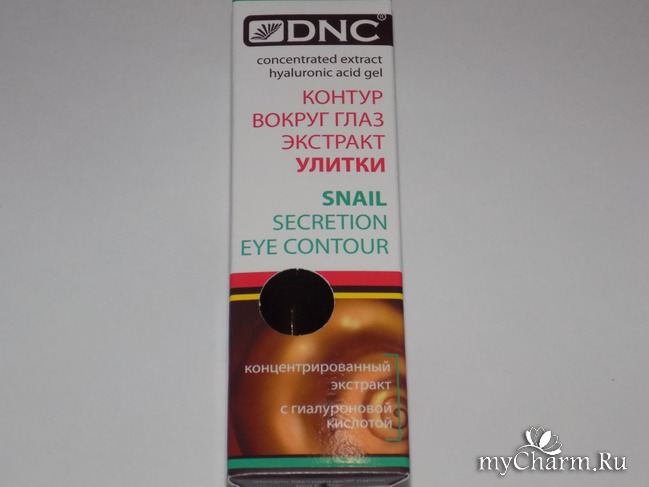 DNC®
concentrated extract
hyaluronic acid gel
КОНТУР
ВОКРУГ ГЛАЗ
ЭКСТРАКТ
УЛИТКИ
SNAIL
SECRETION
EYE CONTOUR
концентрированный
экстракт
с гиалуроновой
кислотой
myCharm.Ru